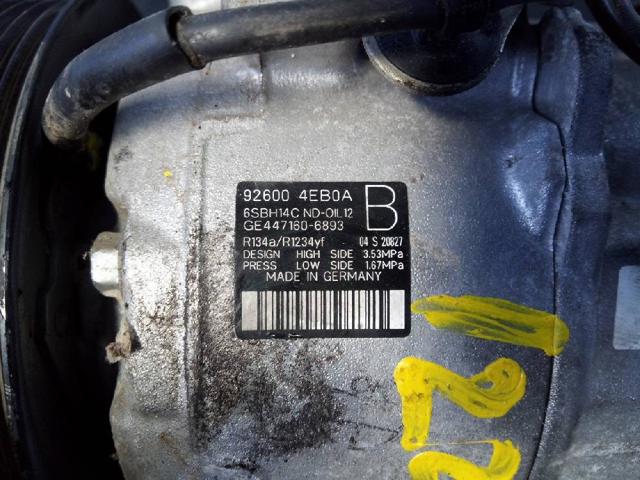 92600 4EB0A B
6SBH14C ND-OIL12
GE447160-6893
R134a/R1234yf 04 S 20827
DESIGN HIGH SIDE 3.53MPa
PRESS LOW SIDE 1.67MPa
MADE IN GERMANY
120